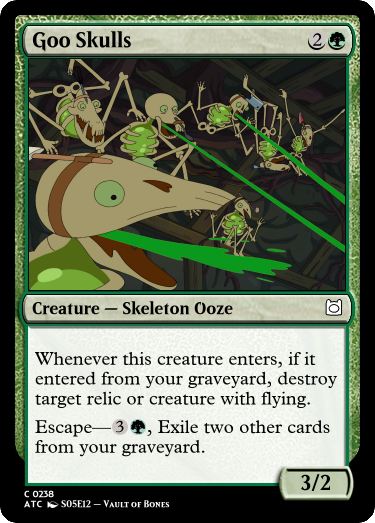 Goo Skulls 2
Creature — Skeleton Ooze
Whenever this creature enters, if it
entered from your graveyard, destroy
target relic or creature with flying.
Escape—3, Exile two other cards
from your graveyard.
3/2
C 0238
ATC S05E12 – Vault of Bones